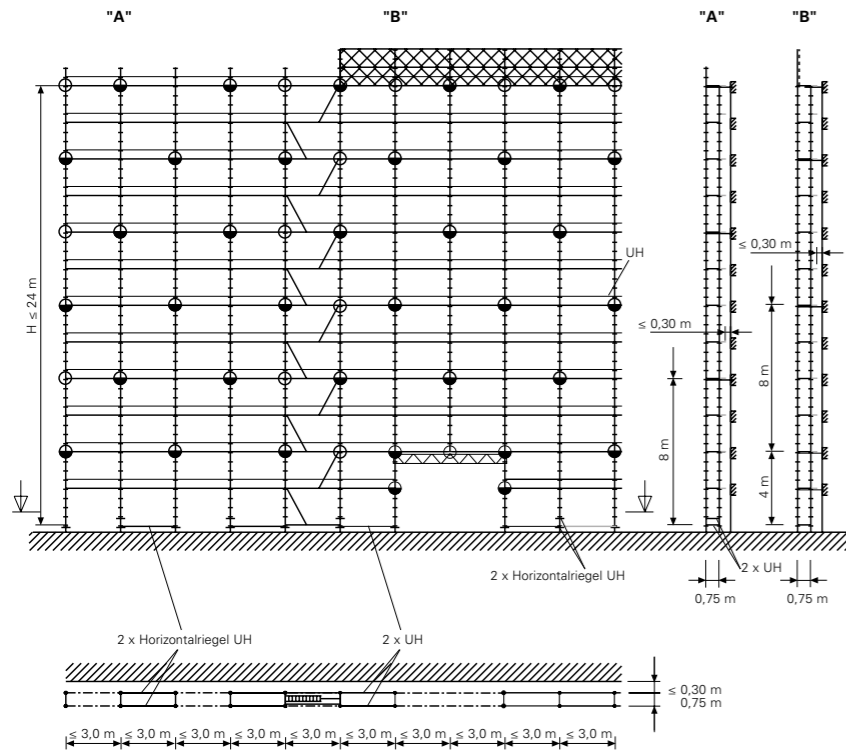 "A" "B" "A" "B"
H ≤ 24 m
UH
≤ 0,30 m
≤ 0,30 m
8 m
8 m
4 m
2 x Horizontalriegel UH
2 x UH
0,75 m 0,75 m
2 x Horizontalriegel UH 2 x UH
≤ 0,30 m
0,75 m
≤ 3,0 m ≤ 3,0 m ≤ 3,0 m ≤ 3,0 m ≤ 3,0 m ≤ 3,0 m ≤ 3,0 m ≤ 3,0 m ≤ 3,0 m ≤ 3,0 m